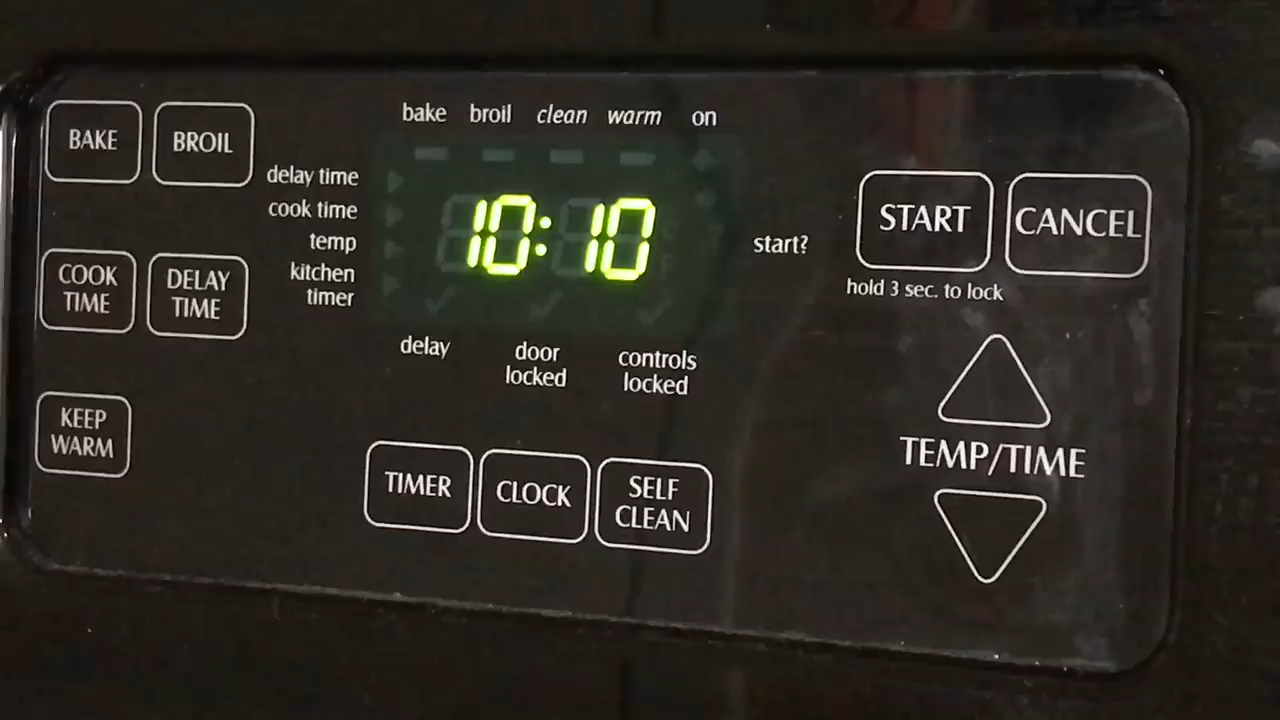 bake broil clean warm on
BAKE
BROIL
delay time
cook time
temp
kitchen
timer
10:10
start?
START
CANCEL
hold 3 sec. to lock
COOK
TIME
DELAY
TIME
delay
door
locked
controls
locked
KEEP
WARM
TIMER
CLOCK
SELF
CLEAN
TEMP/TIME